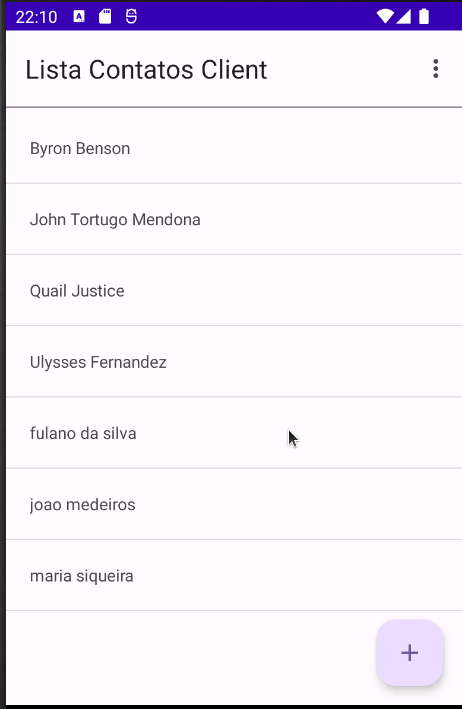 22:10
Lista Contatos Client
Byron Benson
John Tortugo Mendona
Quail Justice
Ulysses Fernandez
fulano da silva
joao medeiros
maria siqueira
+